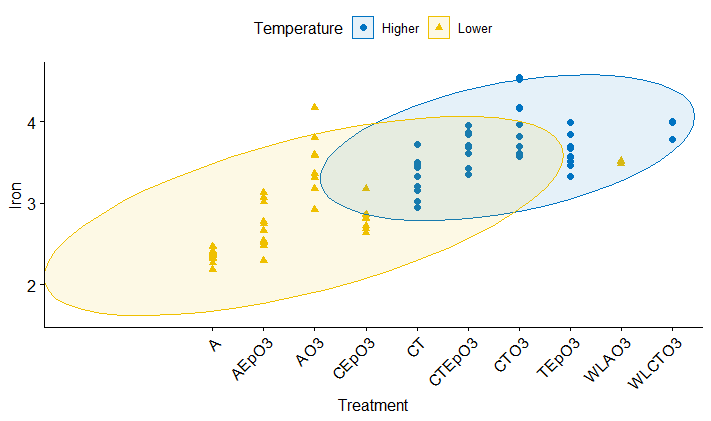 Temperature Higher Lower
Iron
4
3
2
A AEpO3 AO3 CEpO3 CT CTEpO3 CTO3 TEpO3 WLAO3 WLCTO3
Treatment